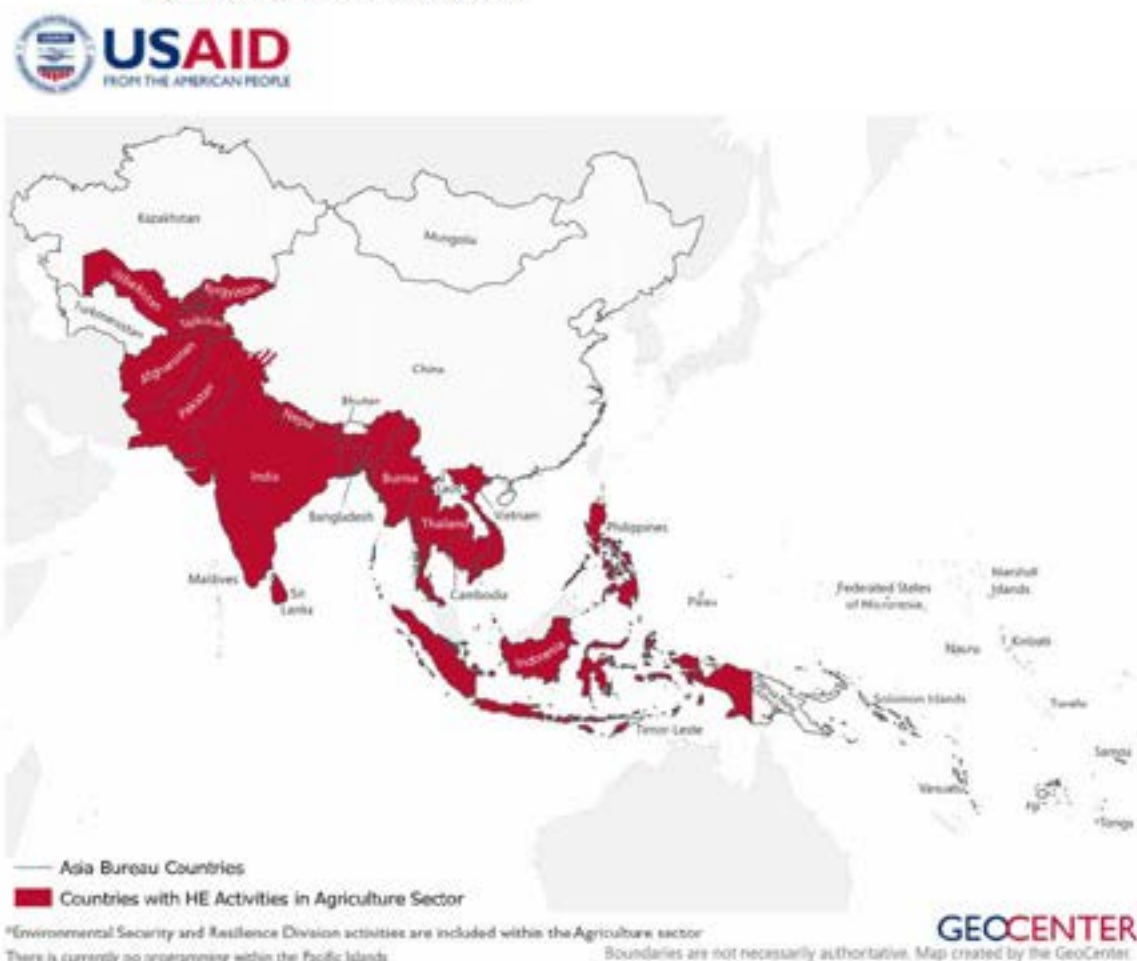 USAID
FROM THE AMERICAN PEOPLE
Kazakhstan
Mongolia
Uzbekistan
Kyrgyzstan
Turkmenistan
Tajikistan
Afghanistan
China
Pakistan
Bhutan
Nepal
India
Burma
Laos
Bangladesh
Thailand
Vietnam
Philippines
Maldives
Sri
Lanka
Cambodia
Palau
Federated States
of Micronesia
Marshall
Islands
Nauru
Kiribati
Indonesia
Solomon Islands
Tuvalu
Timor-Leste
Samoa
Vanuatu
Fiji
Tonga
Asia Bureau Countries
Countries with HE Activities in Agriculture Sector
*Environmental Security and Resilience Division activities are included within the Agriculture sector
There is currently no programming within the Pacific Islands
GEOCENTER
Boundaries are not necessarily authoritative. Map created by the GeoCenter.